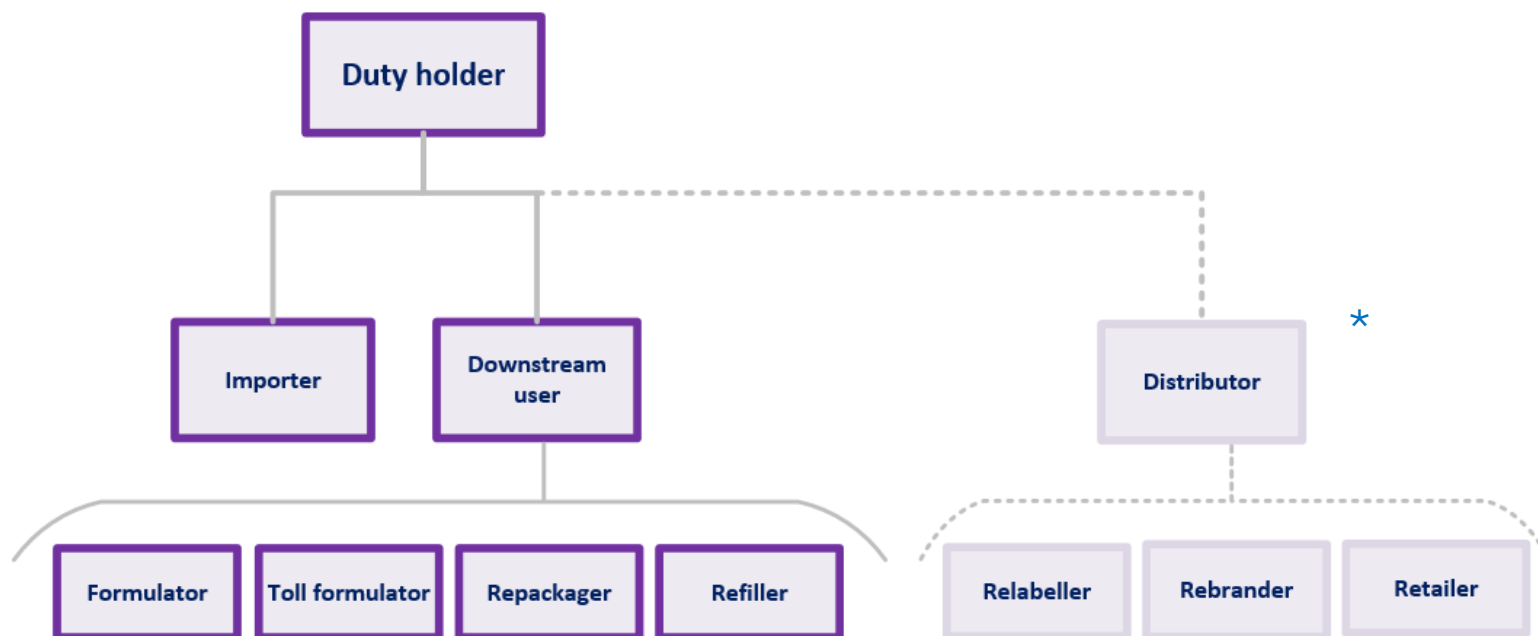 Duty holder
Importer
Downstream
user
Distributor
*
Formulator
Toll formulator
Repackager
Refiller
Relabeller
Rebrander
Retailer